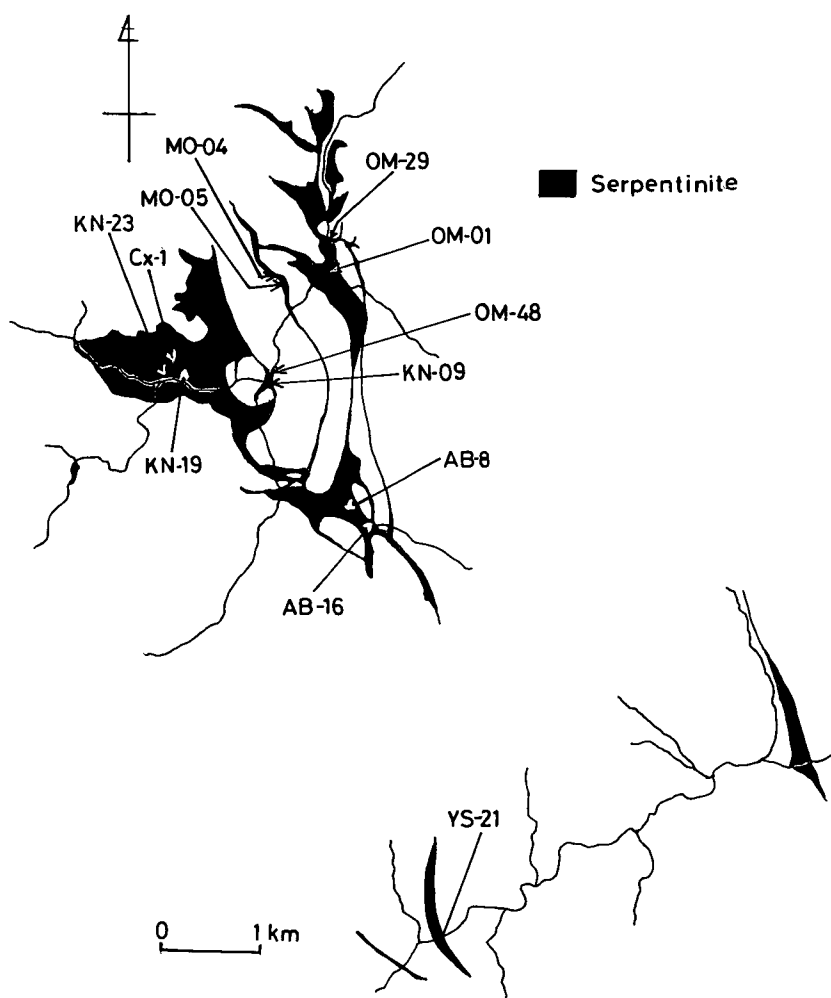 MO-04
OM-29
MO-05
Serpentinite
KN-23
OM-01
Cx-1
OM-48
KN-09
KN-19
AB-8
AB-16
YS-21
0 1 km